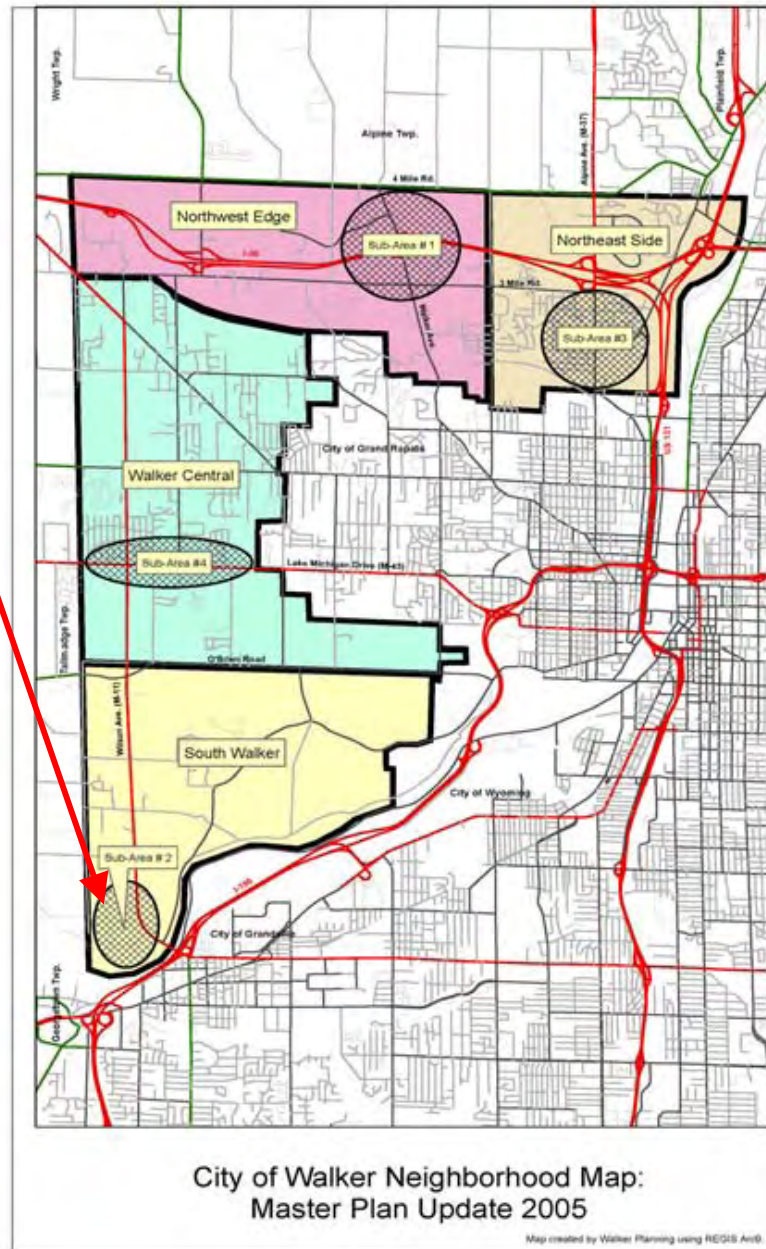 Wright Twp.
Plainfield Twp.
Alpine Twp.
Alpine Ave. (M-37)
4 Mile Rd.
Northwest Edge
Northeast Side
Sub-Area # 1
3 Mile Rd.
Walker Ave
Sub-Area #3
US 131
City of Grand Rapids
Walker Central
Sub-Area #4
Lake Michigan Drive (M-45)
Tallmadge Twp.
O'Brien Road
Wilson Ave. (M-11)
South Walker
City of Wyoming
Sub-Area # 2
I-196
City of Grandville
Georgetown Twp.
City of Walker Neighborhood Map:
Master Plan Update 2005
Map created by Walker Planning using REGIS